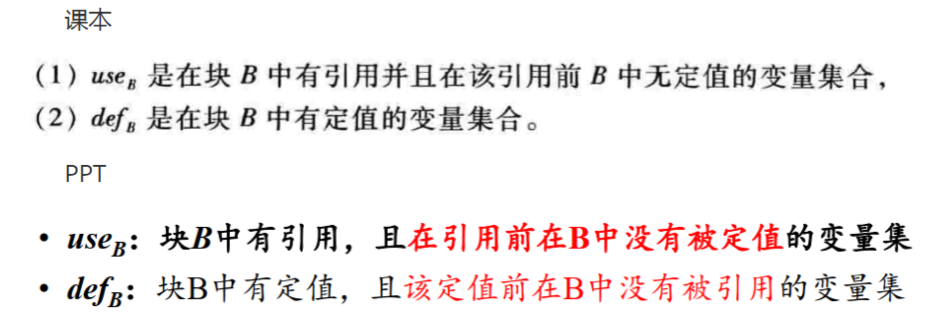 课本
(1) use_B 是在块 B 中有引用并且在该引用前 B 中无定值的变量集合，
(2) def_B 是在块 B 中有定值的变量集合。
PPT
• use_B：块B中有引用，且在引用前在B中没有被定值的变量集
• def_B：块B中有定值，且该定值前在B中没有被引用的变量集